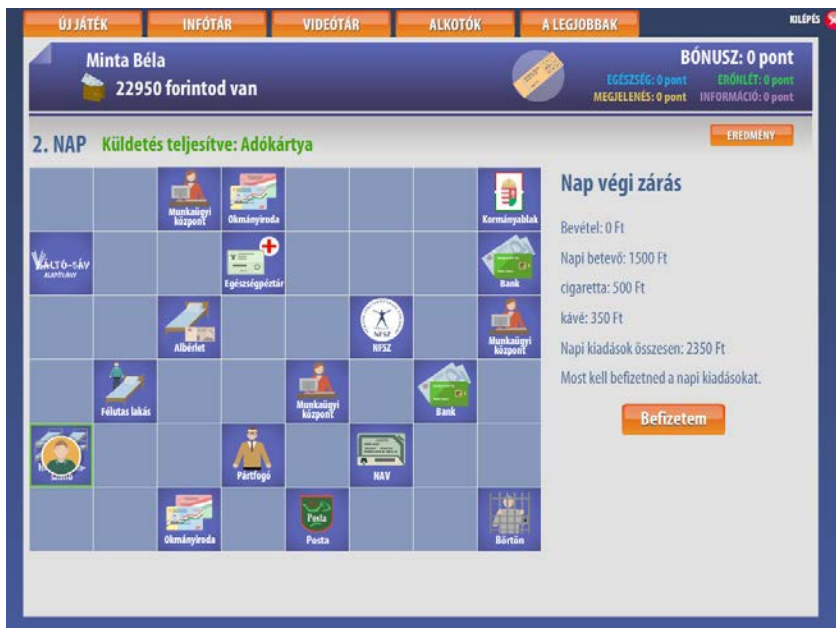 ÚJ JÁTÉK INFÓTÁR VIDEÓTÁR ALKOTÓK A LEGJOBBAK KILÉPÉS
Minta Béla
22950 forintod van
BÓNUSZ: 0 pont
EGÉSZSÉG: 0 pont ERŐNLÉT: 0 pont
MEGJELENÉS: 0 pont INFORMÁCIÓ: 0 pont
2. NAP Küldetés teljesítve: Adókártya
EREDMÉNY
Munkaügyi központ
Okmányiroda
Kormányablak
VÁLTÓ-SÁV
ALAPÍTVÁNY
Egészségpéztár
Bank
Albérlet
NFSZ
Munkaügyi központ
Félutas lakás
Munkaügyi központ
Bank
Pártfogó
NAV
Okmányiroda
Posta
Posta
Börtön
Nap végi zárás
Bevétel: 0 Ft
Napi betevő: 1500 Ft
cigaretta: 500 Ft
kávé: 350 Ft
Napi kiadások összesen: 2350 Ft
Most kell befizetned a napi kiadásokat.
Befizetem